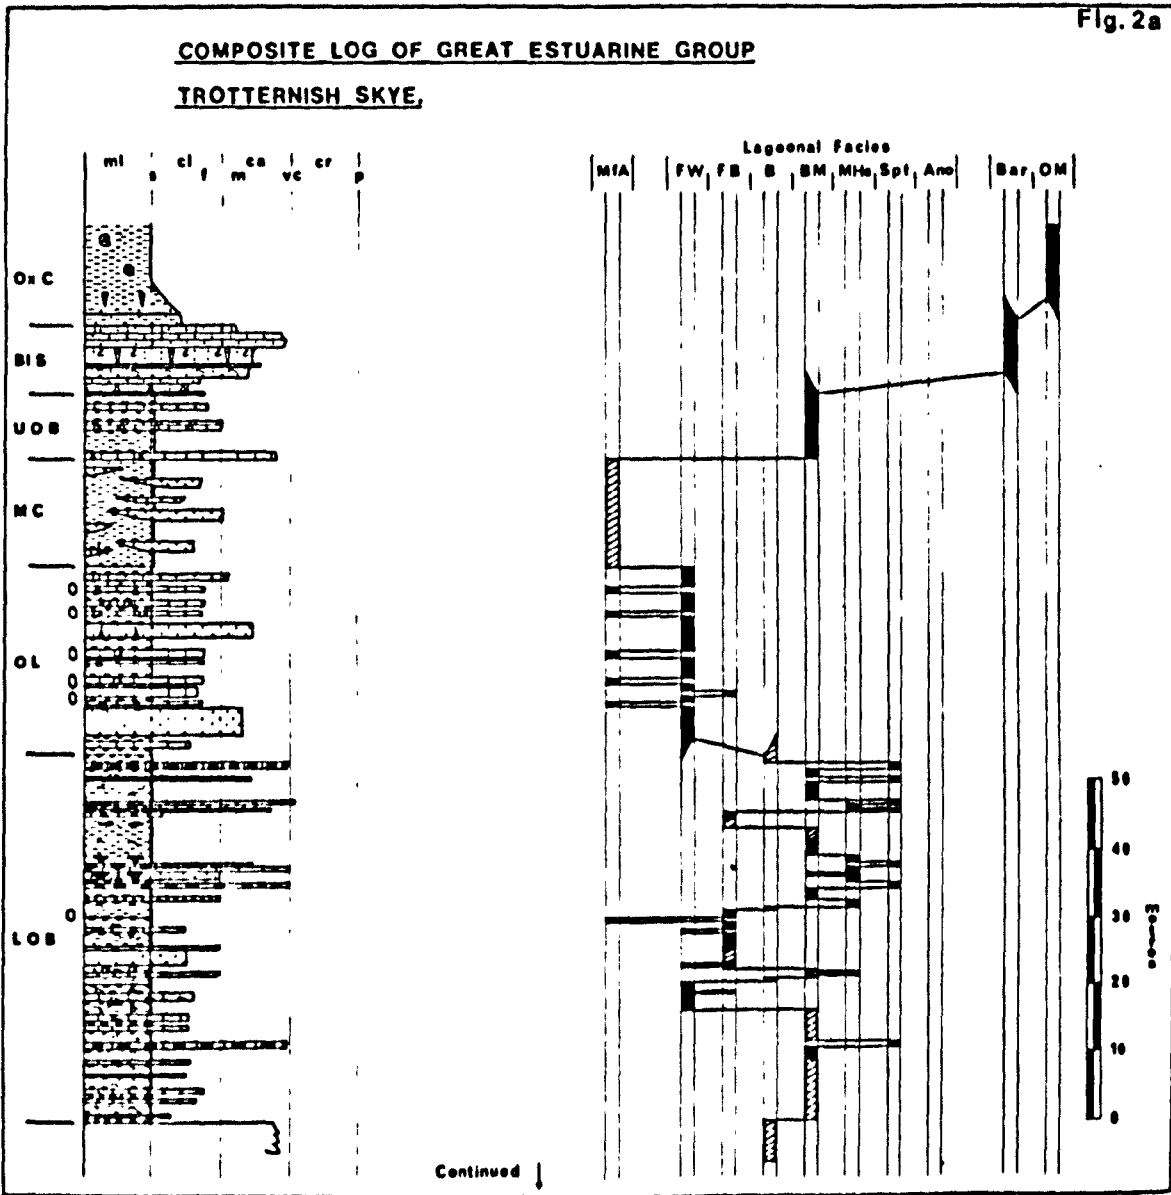 Fig. 2a
COMPOSITE LOG OF GREAT ESTUARINE GROUP
TROTTERNISH SKYE,
ml cl ca cr
s f m vc p
Lagoonal Facies
MfA FW FB B BM MHs Spf Ano Bar OM
OxC
BIS
UOB
MC
OL
LOB
50
40
30
20
10
0
metres
Continued